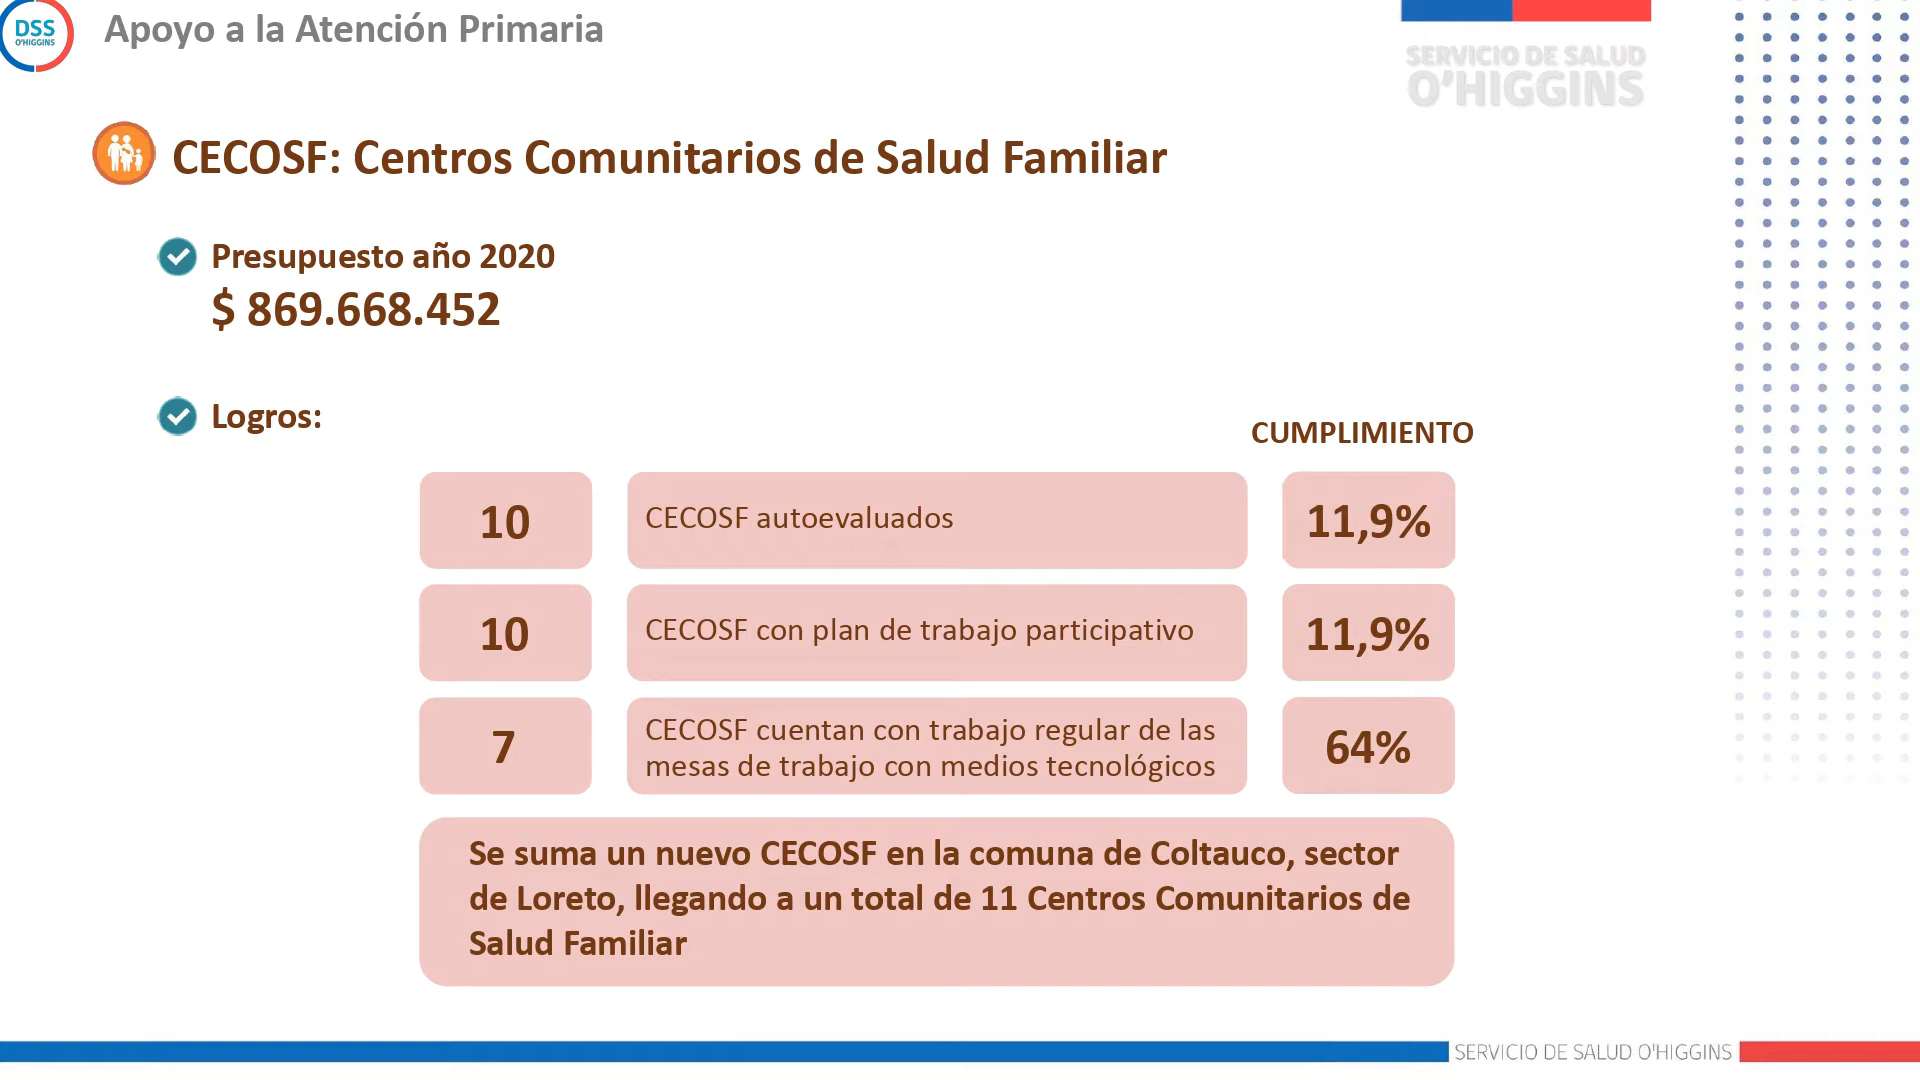 DSS
O'HIGGINS
Apoyo a la Atención Primaria
SERVICIO DE SALUD
O'HIGGINS
CECOSF: Centros Comunitarios de Salud Familiar
Presupuesto año 2020
$ 869.668.452
Logros:
CUMPLIMIENTO
10
CECOSF autoevaluados
11,9%
10
CECOSF con plan de trabajo participativo
11,9%
7
CECOSF cuentan con trabajo regular de las
mesas de trabajo con medios tecnológicos
64%
Se suma un nuevo CECOSF en la comuna de Coltauco, sector
de Loreto, llegando a un total de 11 Centros Comunitarios de
Salud Familiar
SERVICIO DE SALUD O'HIGGINS